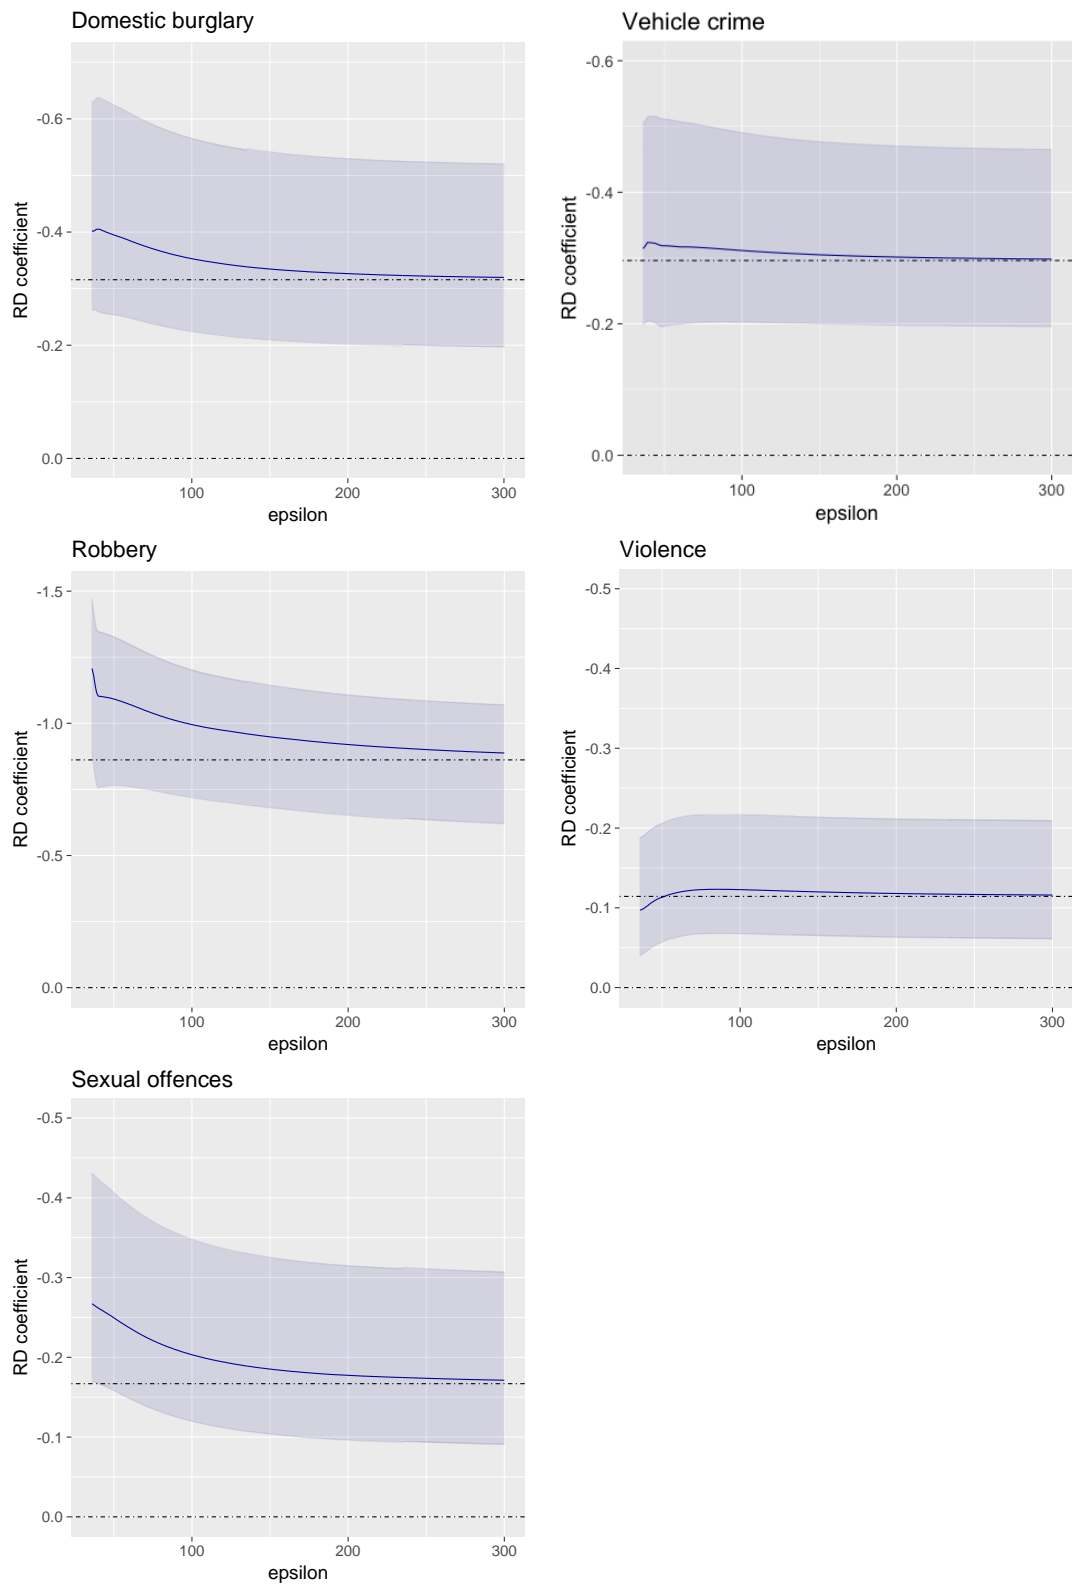 Domestic burglary
-0.6
-0.4
-0.2
0.0
RD coefficient
100 200 300
epsilon
Vehicle crime
-0.6
-0.4
-0.2
0.0
RD coefficient
100 200 300
epsilon
Robbery
-1.5
-1.0
-0.5
0.0
RD coefficient
100 200 300
epsilon
Violence
-0.5
-0.4
-0.3
-0.2
-0.1
0.0
RD coefficient
100 200 300
epsilon
Sexual offences
-0.5
-0.4
-0.3
-0.2
-0.1
0.0
RD coefficient
100 200 300
epsilon